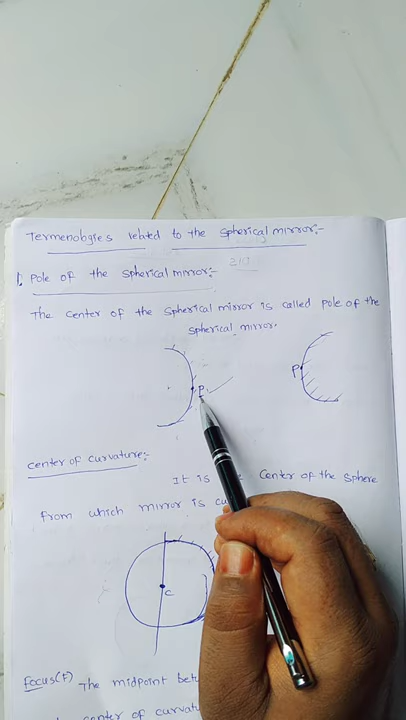 Termenologies related to the spherical mirror:-
1. Pole of the spherical mirror:-
The center of the spherical mirror is called pole of the
spherical mirror.
P
P
center of curvature:-
It is center of the sphere
from which mirror is
C
Focus(F) The midpoint
center of